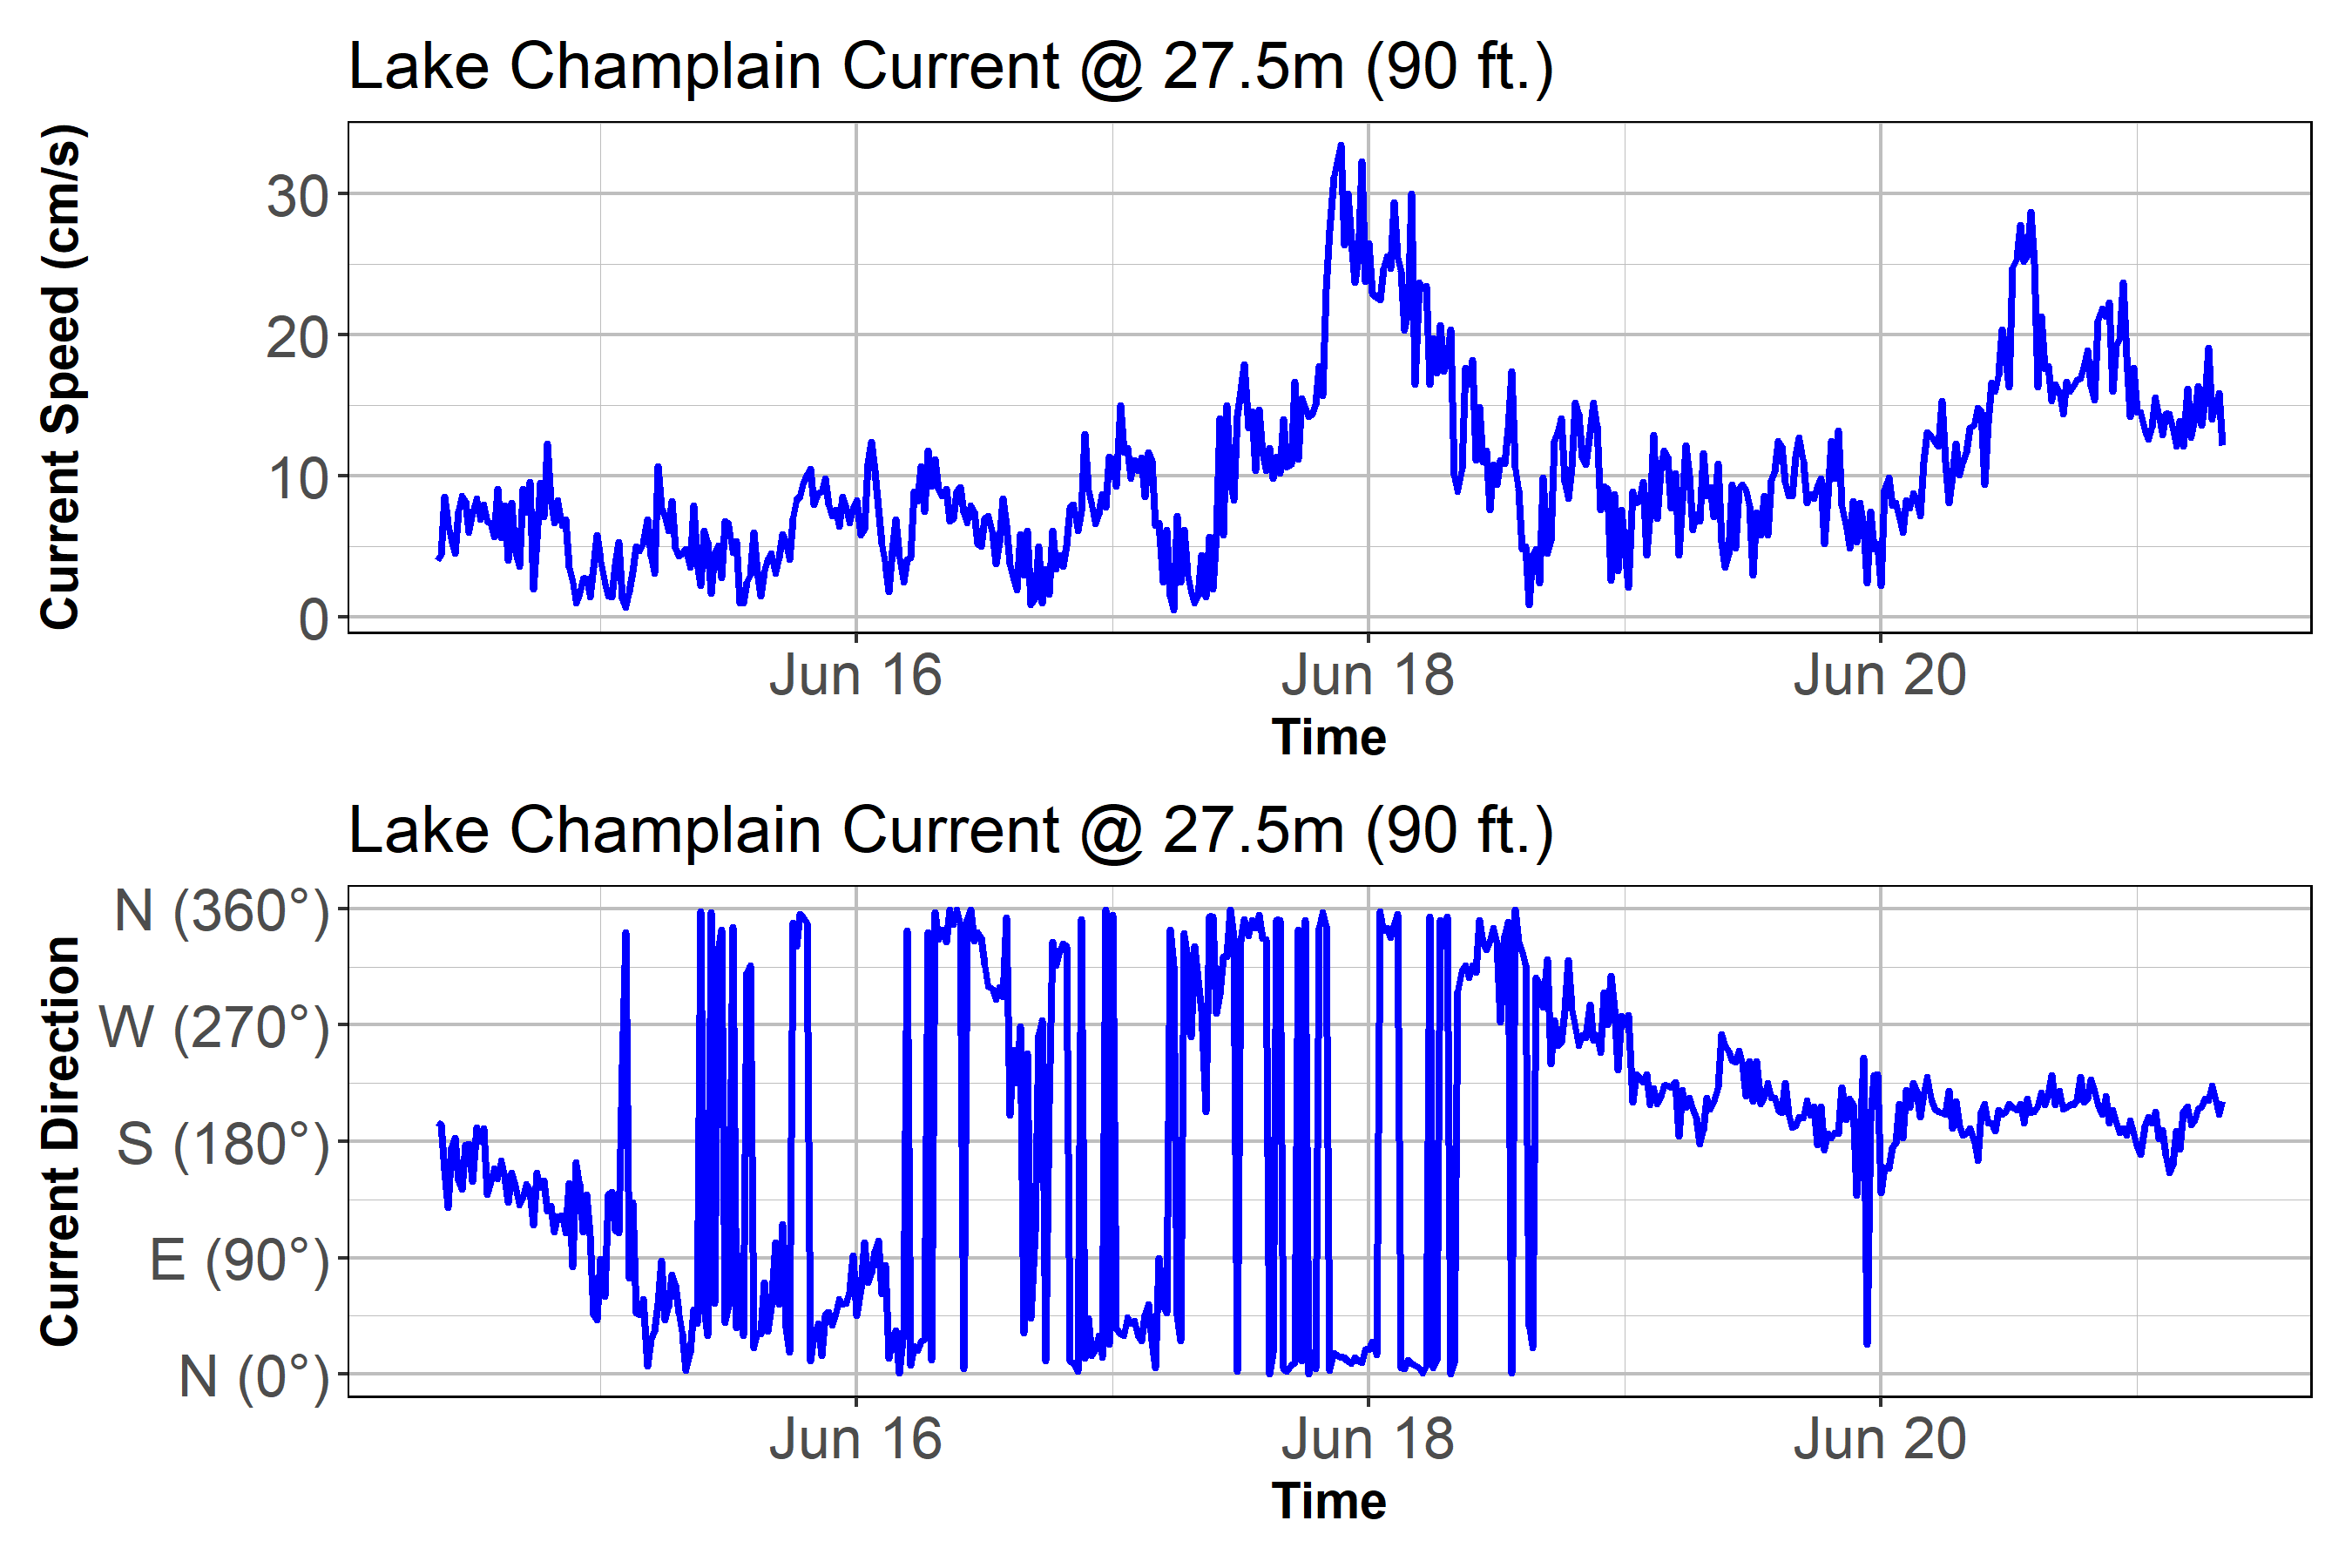 Lake Champlain Current @ 27.5m (90 ft.)
Current Speed (cm/s)
30
20
10
0
Jun 16 Jun 18 Jun 20
Time
Lake Champlain Current @ 27.5m (90 ft.)
Current Direction
N (360°)
W (270°)
S (180°)
E (90°)
N (0°)
Jun 16 Jun 18 Jun 20
Time